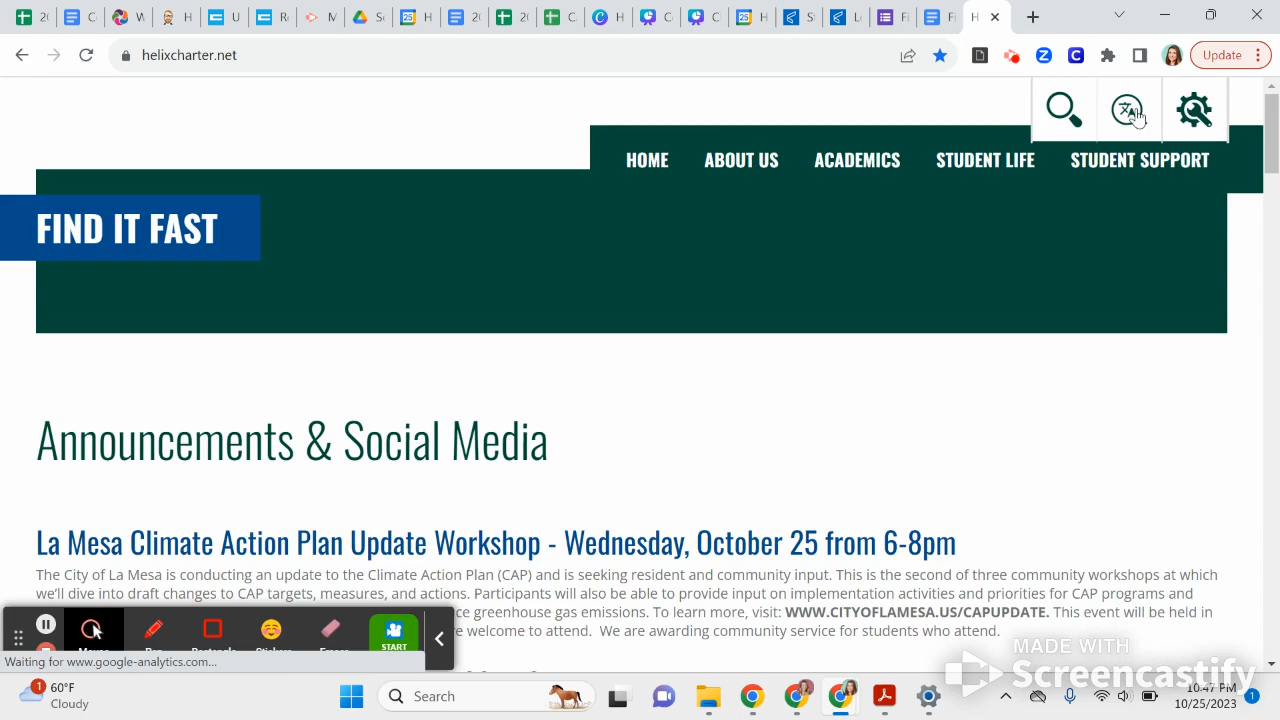 2(
H
C
H
C
C
H
S
L
F
F
H
helixcharter.net
Update
HOME ABOUT US ACADEMICS STUDENT LIFE STUDENT SUPPORT
FIND IT FAST
Announcements & Social Media
La Mesa Climate Action Plan Update Workshop - Wednesday, October 25 from 6-8pm
The City of La Mesa is conducting an update to the Climate Action Plan (CAP) and is seeking resident and community input. This is the second of three community workshops at which
we'll dive into draft changes to CAP targets, measures, and actions. Participants will also be able to provide input on implementation activities and priorities for CAP programs and
ce greenhouse gas emissions. To learn more, visit: WWW.CITYOFLAMESA.US/CAPUPDATE. This event will be held in
e welcome to attend. We are awarding community service for students who attend.
START
Waiting for www.google-analytics.com...
MADE WITH
Screencastify
1
60°F
Cloudy
Search
10:47 PM
10/25/2023
1